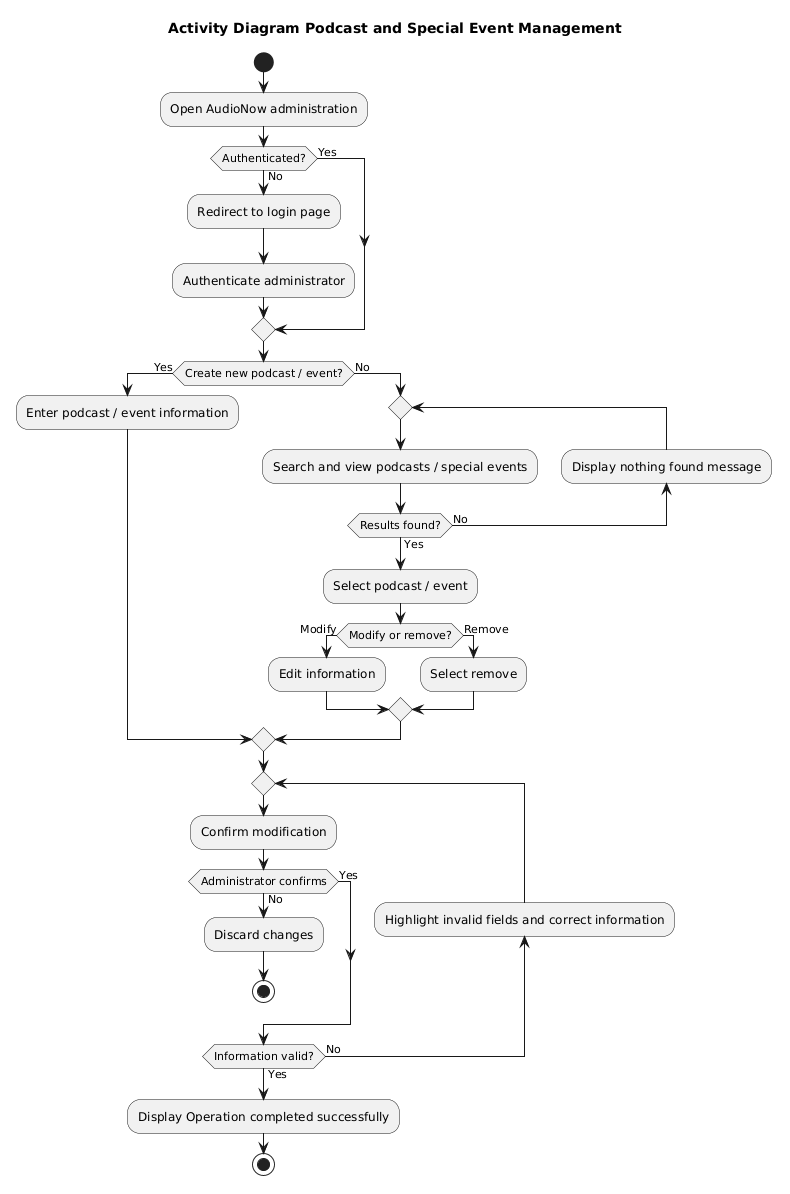 Activity Diagram Podcast and Special Event Management
Open AudioNow administration
Authenticated?
Yes
No
Redirect to login page
Authenticate administrator
Yes
Create new podcast / event?
No
Enter podcast / event information
Search and view podcasts / special events
Display nothing found message
Results found?
No
Yes
Select podcast / event
Modify
Modify or remove?
Remove
Edit information
Select remove
Confirm modification
Administrator confirms
Yes
No
Discard changes
Highlight invalid fields and correct information
Information valid?
No
Yes
Display Operation completed successfully